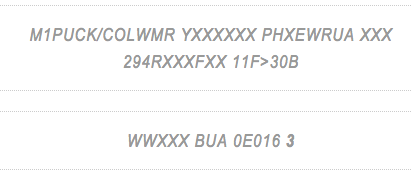 M1PUCK/COLWMR YXXXXXX PHXEWRUA XXX
294RXXXFXX 11F>30B
WWXXX BUA 0E016 3